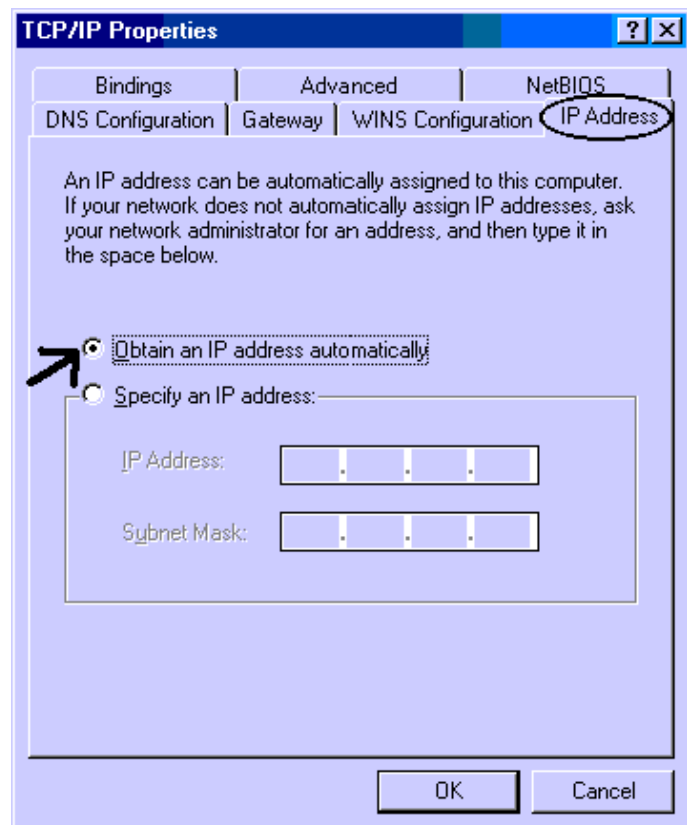 TCP/IP Properties
Bindings Advanced NetBIOS
DNS Configuration Gateway WINS Configuration IP Address
An IP address can be automatically assigned to this computer.
If your network does not automatically assign IP addresses, ask
your network administrator for an address, and then type it in
the space below.
Obtain an IP address automatically
Specify an IP address:
IP Address:
. . .
Subnet Mask:
. . .
OK Cancel